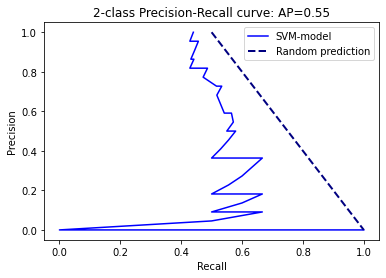 2-class Precision-Recall curve: AP=0.55
SVM-model
Random prediction
Precision
1.0
0.8
0.6
0.4
0.2
0.0
0.0 0.2 0.4 0.6 0.8 1.0
Recall